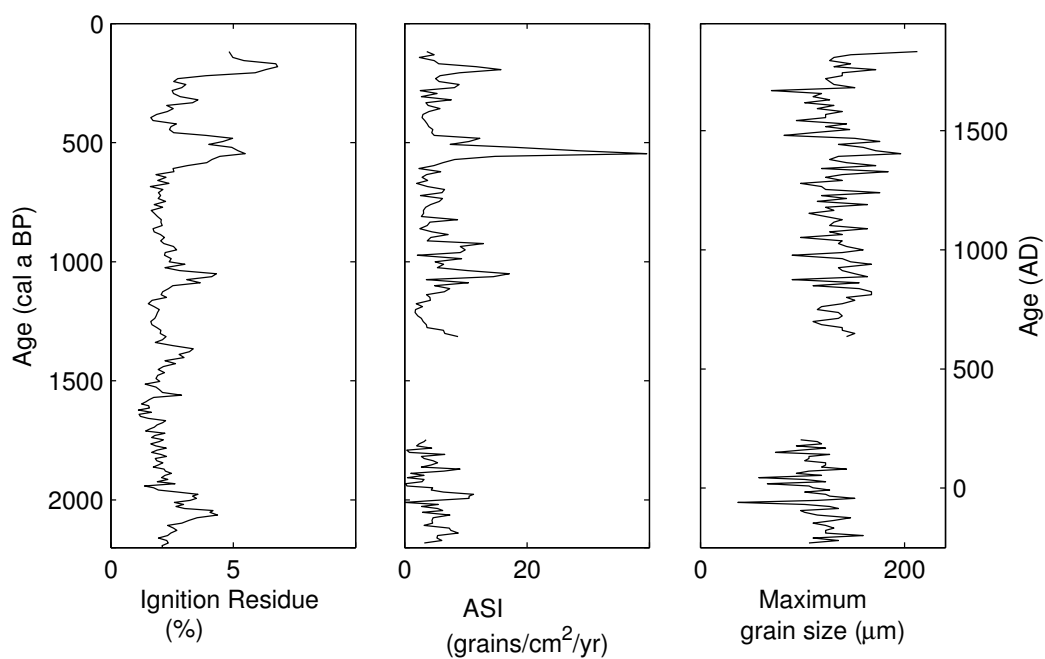 0
500
1000
1500
2000
Age (cal a BP)
0
5
Ignition Residue
(%)
0
20
ASI
(grains/cm²/yr)
0
200
Maximum
grain size (μm)
1500
1000
500
0
Age (AD)